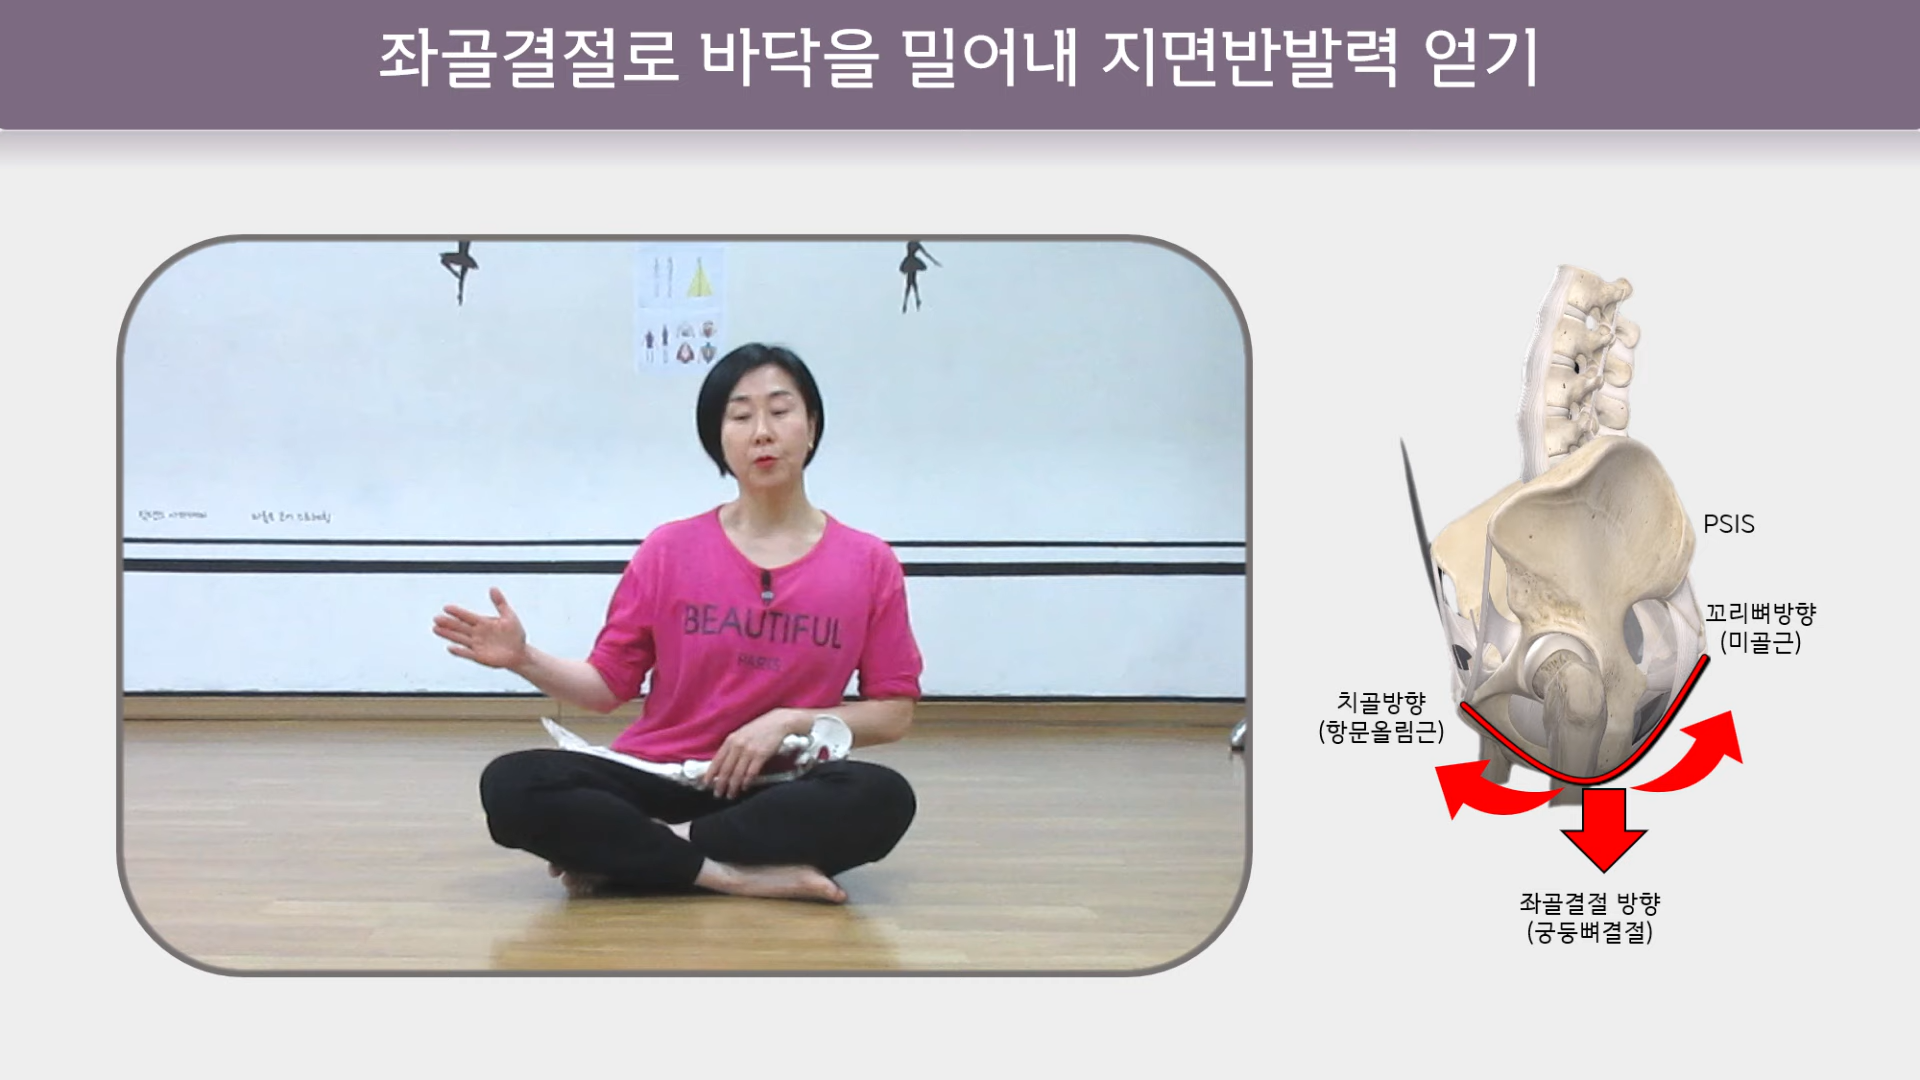 좌골결절로 바닥을 밀어내 지면반발력 얻기
BEAUTIFUL
PARIS
PSIS
꼬리뼈방향
(미골근)
치골방향
(항문올림근)
좌골결절 방향
(궁둥뼈결절)